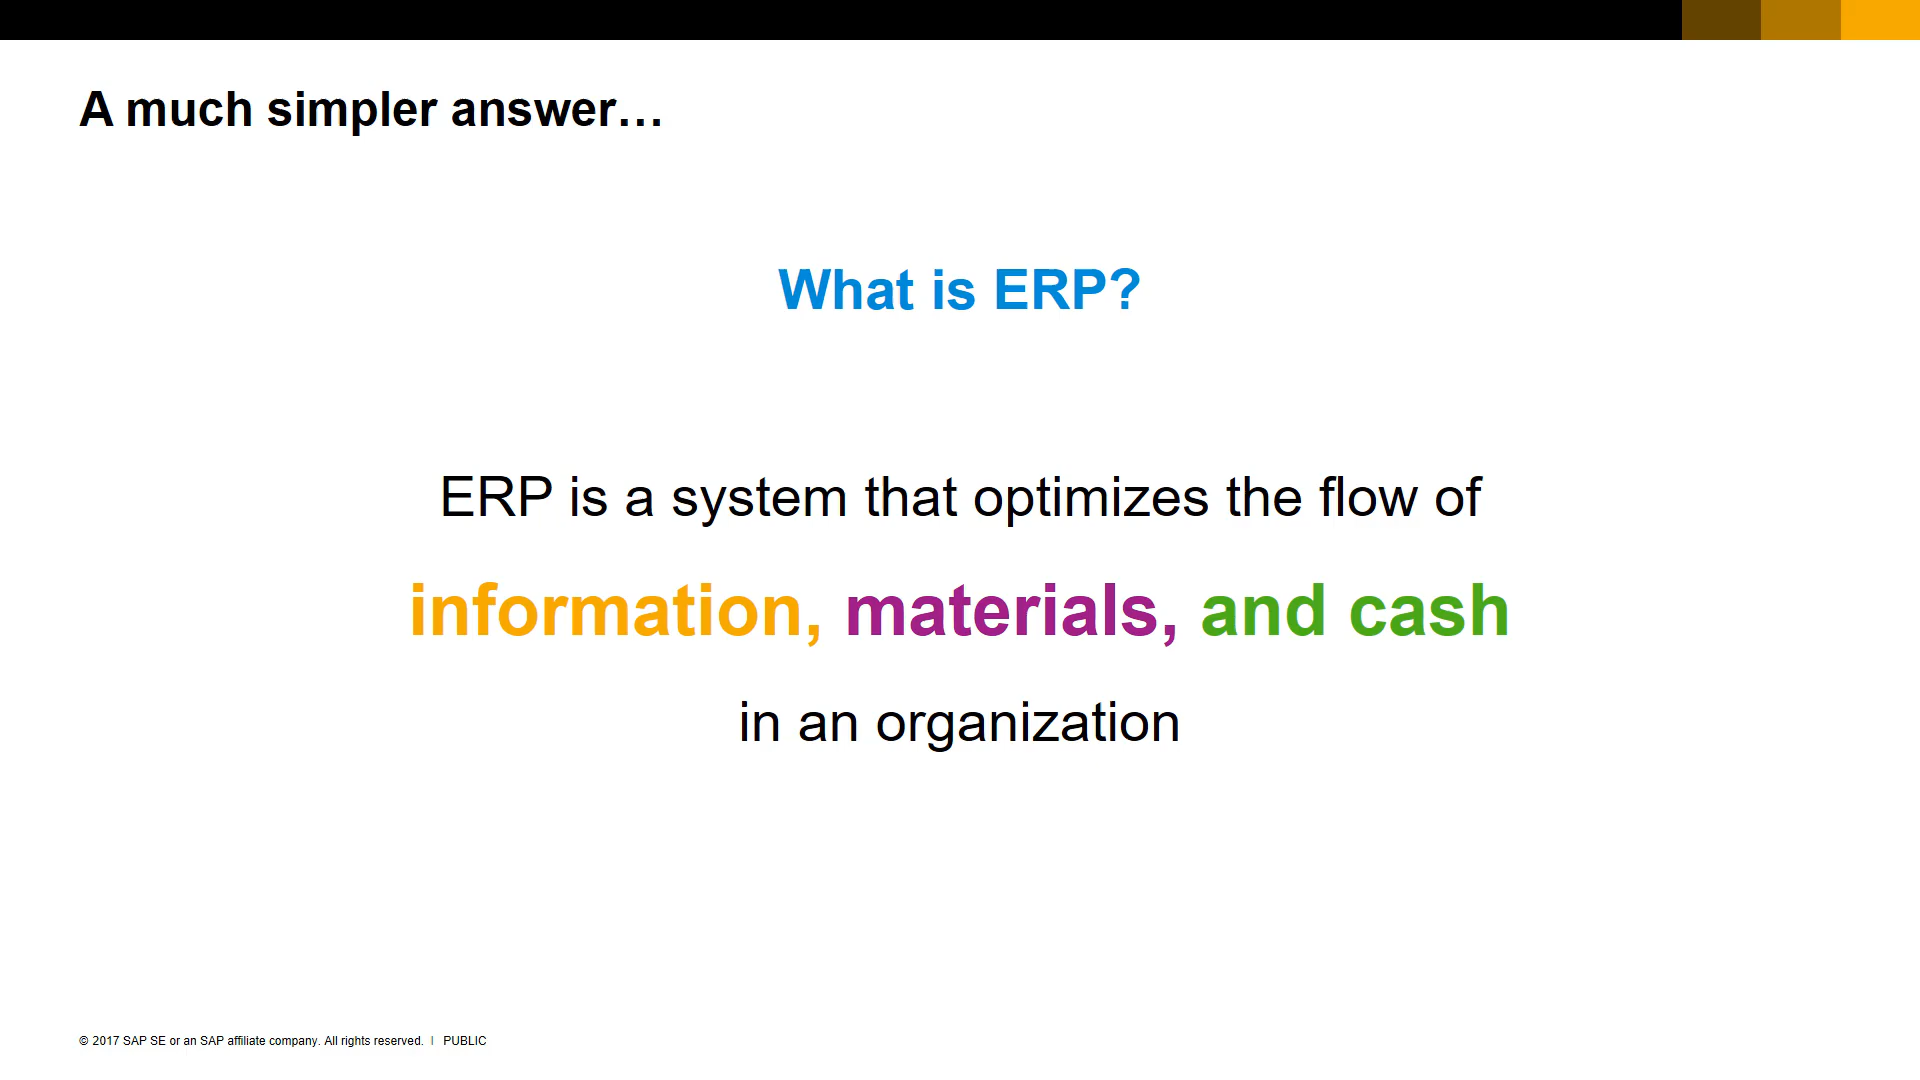 A much simpler answer…
What is ERP?
ERP is a system that optimizes the flow of
information, materials, and cash
in an organization
© 2017 SAP SE or an SAP affiliate company. All rights reserved. | PUBLIC